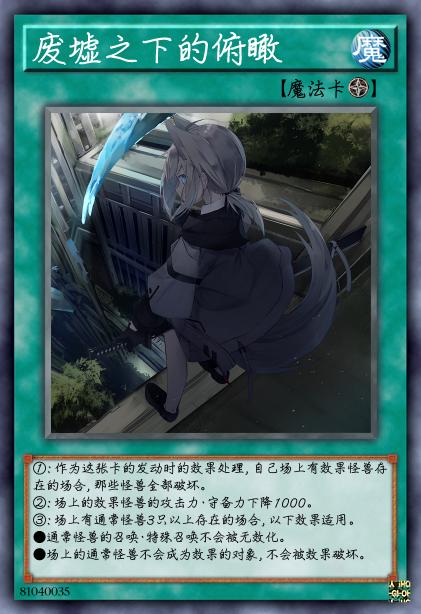 废墟之下的俯瞰
魔
【魔法卡】
①：作为这张卡的发动时的效果处理，自己场上有效果怪兽存
在的场合，那些怪兽全部破坏。
②：场上的效果怪兽的攻击力·守备力下降1000。
③：场上有通常怪兽3只以上存在的场合，以下效果适用。
●通常怪兽的召唤·特殊召唤不会被无效化。
●场上的通常怪兽不会成为效果的对象，不会被效果破坏。
81040035